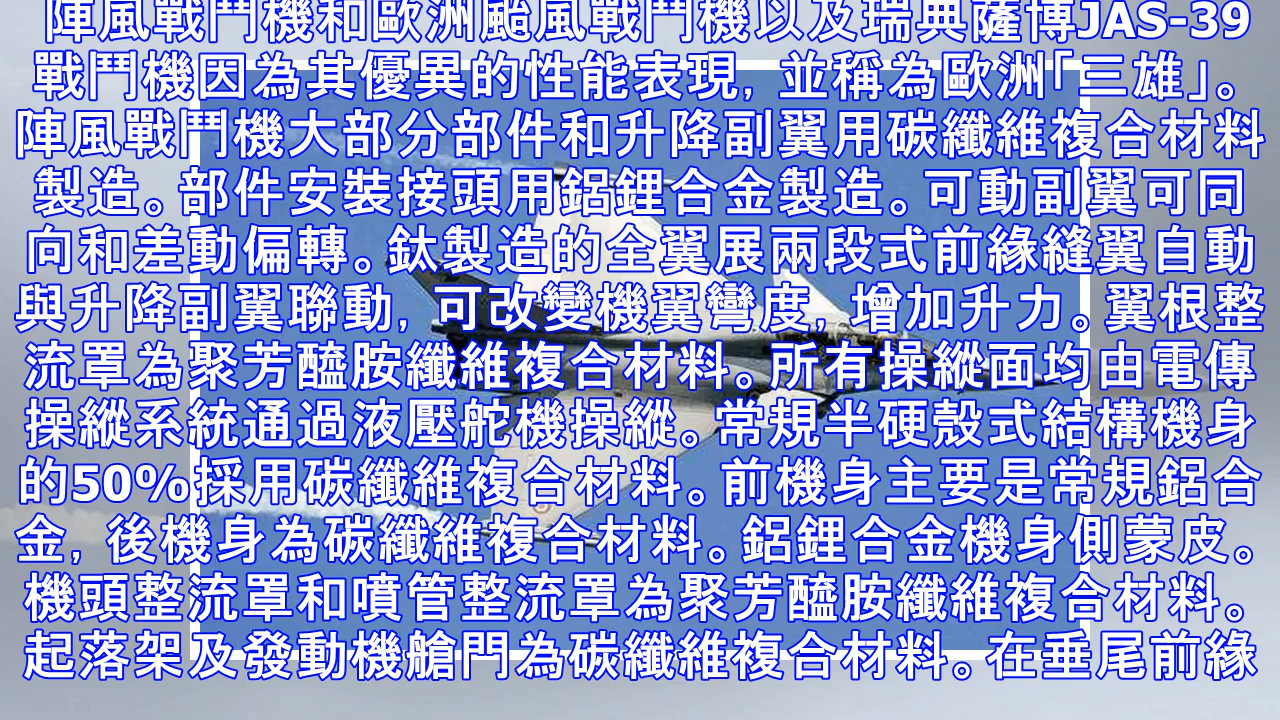 陣風戰鬥機和歐洲颱風戰鬥機以及瑞典薩博JAS-39
戰鬥機因為其優異的性能表現, 並稱為歐洲「三雄」。
陣風戰鬥機大部分部件和升降副翼用碳纖維複合材料
製造。部件安裝接頭用鋁鋰合金製造。可動副翼可同
向和差動偏轉。鈦製造的全翼展兩段式前緣縫翼自動
與升降副翼聯動, 可改變機翼彎度, 增加升力。翼根整
流罩為聚芳醯胺纖維複合材料。所有操縱面均由電傳
操縱系統通過液壓舵機操縱。常規半硬殼式結構機身
的50%採用碳纖維複合材料。前機身主要是常規鋁合
金, 後機身為碳纖維複合材料。鋁鋰合金機身側蒙皮。
機頭整流罩和噴管整流罩為聚芳醯胺纖維複合材料。
起落架及發動機艙門為碳纖維複合材料。在垂尾前緣